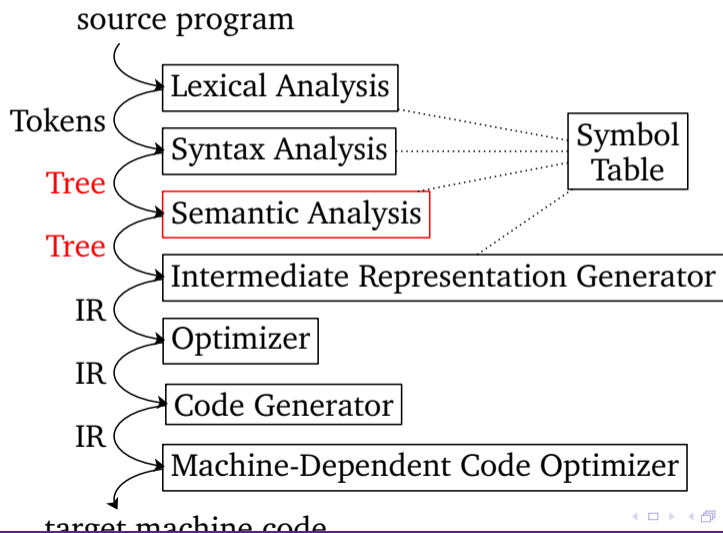 source program
Lexical Analysis
Tokens
Symbol
Table
Syntax Analysis
Tree
Semantic Analysis
Tree
Intermediate Representation Generator
IR
Optimizer
IR
Code Generator
IR
Machine-Dependent Code Optimizer
target machine code